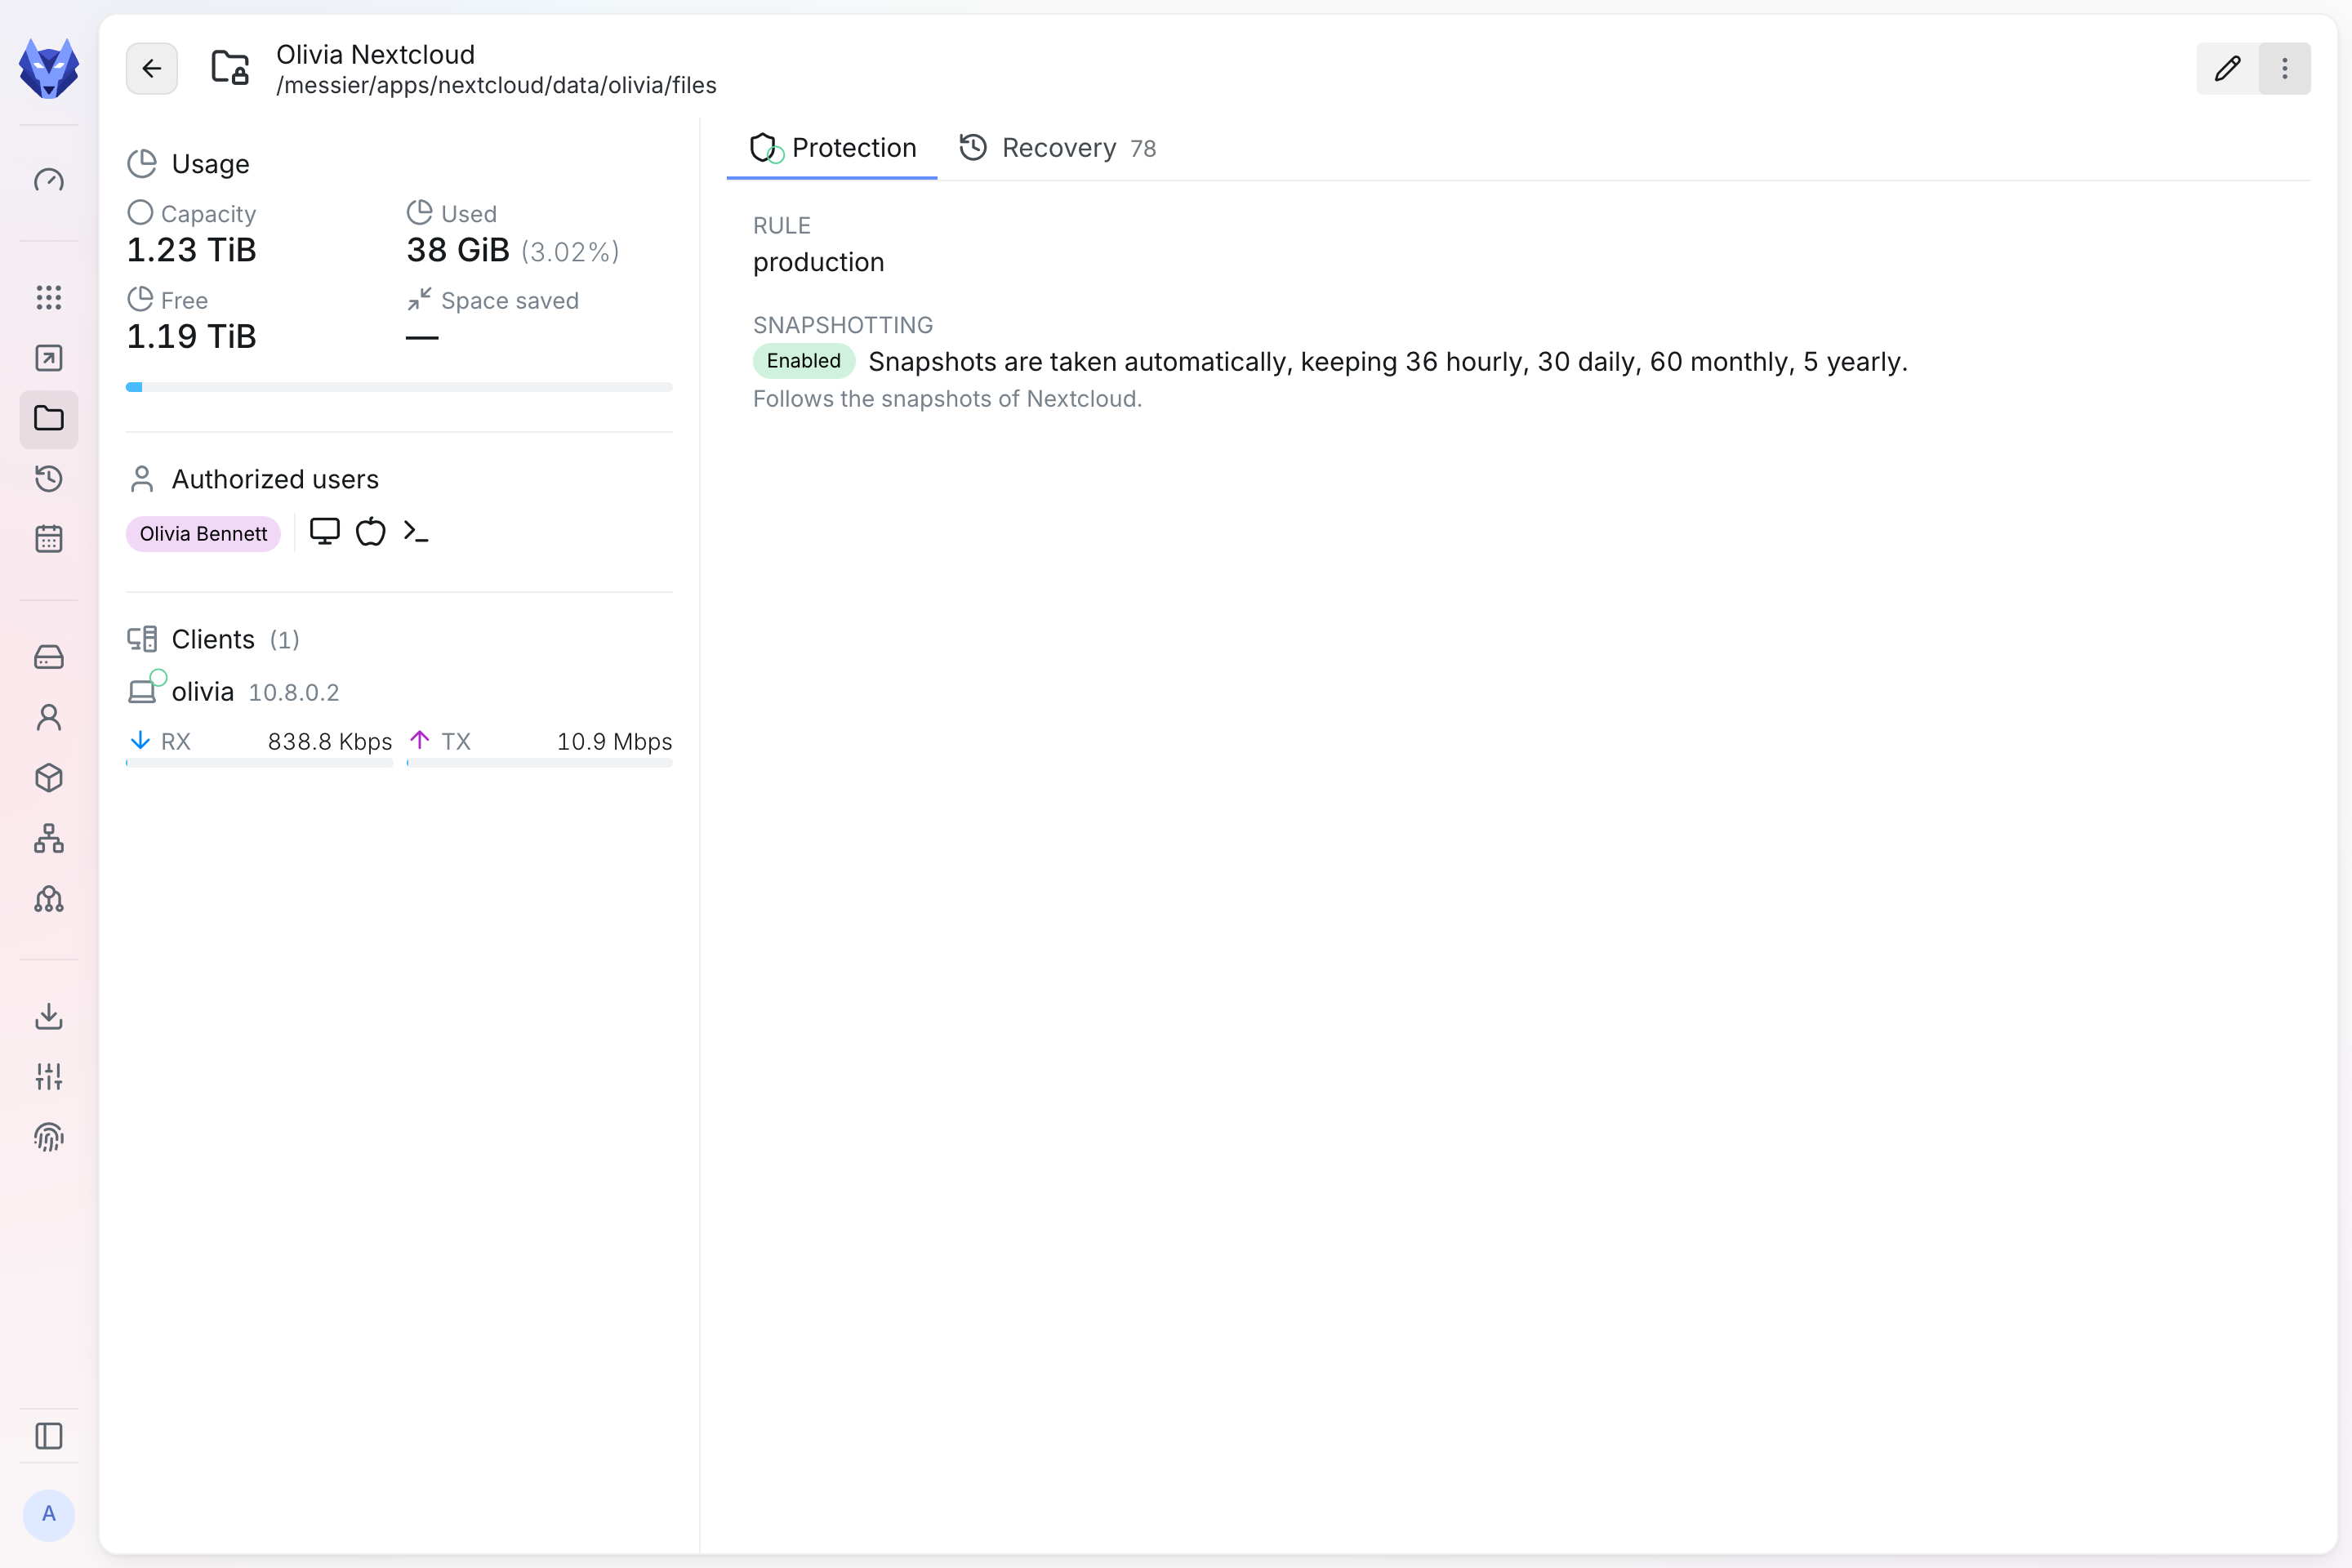 Olivia Nextcloud
/messier/apps/nextcloud/data/olivia/files
Usage
Capacity
1.23 TiB
Used
38 GiB (3.02%)
Free
1.19 TiB
Space saved
—
Authorized users
Olivia Bennett
Clients (1)
olivia 10.8.0.2
RX 838.8 Kbps
TX 10.9 Mbps
Protection
Recovery 78
RULE
production
SNAPSHOTTING
Enabled Snapshots are taken automatically, keeping 36 hourly, 30 daily, 60 monthly, 5 yearly.
Follows the snapshots of Nextcloud.
A